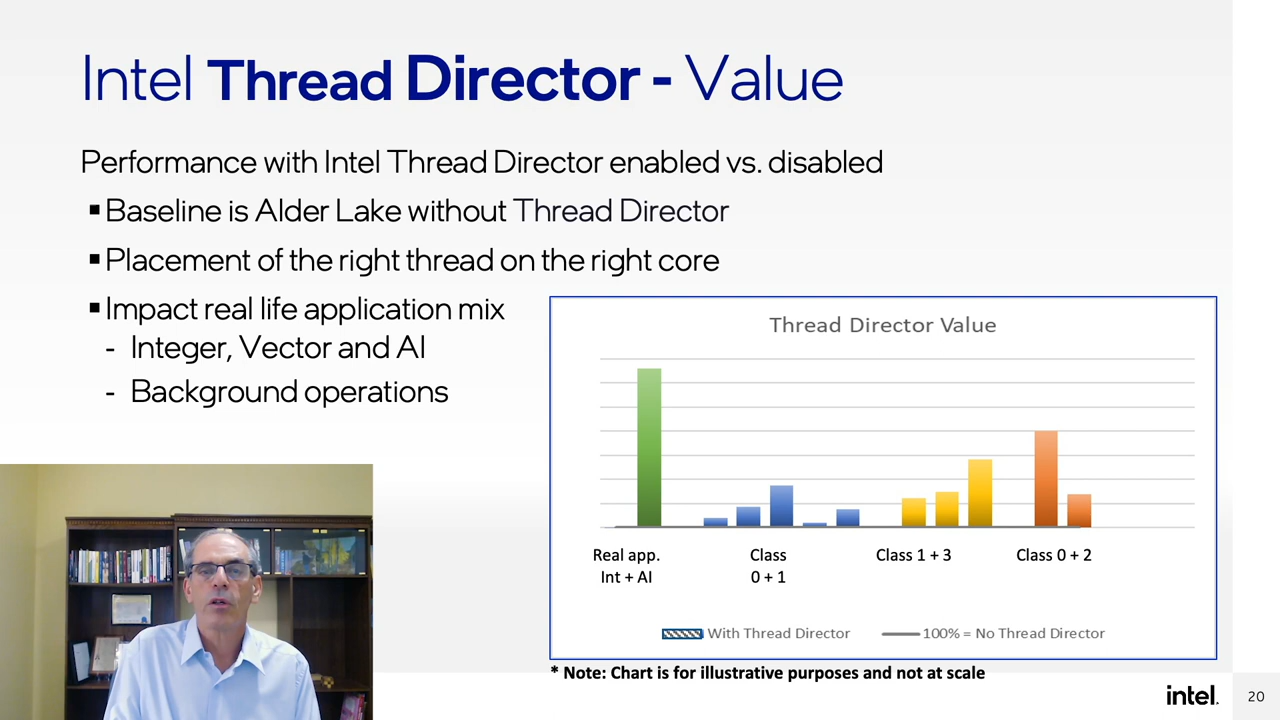 Intel Thread Director - Value
Performance with Intel Thread Director enabled vs. disabled
▪ Baseline is Alder Lake without Thread Director
▪ Placement of the right thread on the right core
▪ Impact real life application mix
- Integer, Vector and AI
- Background operations
Thread Director Value
Real app.
Int + AI
Class
0 + 1
Class 1 + 3
Class 0 + 2
With Thread Director
100% = No Thread Director
* Note: Chart is for illustrative purposes and not at scale
intel.
20